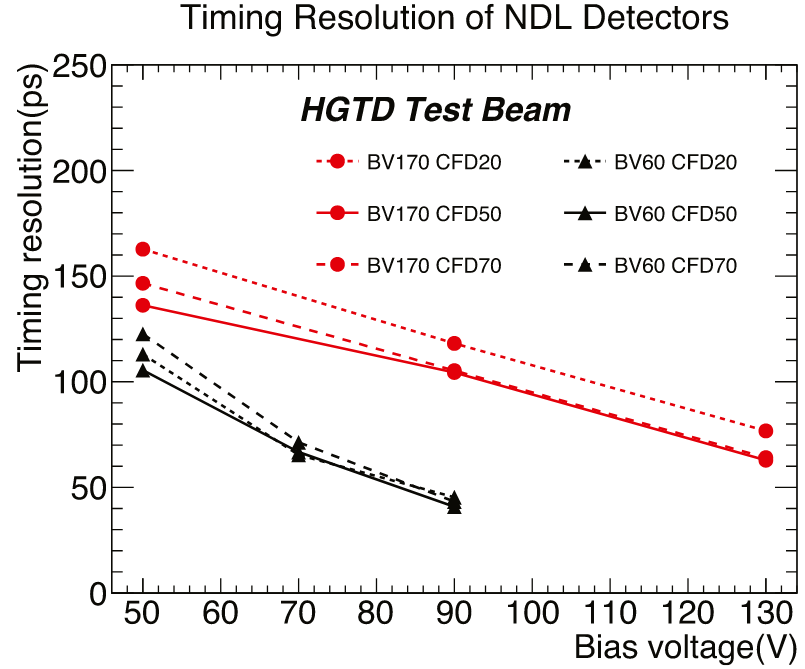 Timing Resolution of NDL Detectors
Timing resolution(ps)
250
200
150
100
50
0
HGTD Test Beam
BV170 CFD20
BV60 CFD20
BV170 CFD50
BV60 CFD50
BV170 CFD70
BV60 CFD70
50 60 70 80 90 100 110 120 130
Bias voltage(V)